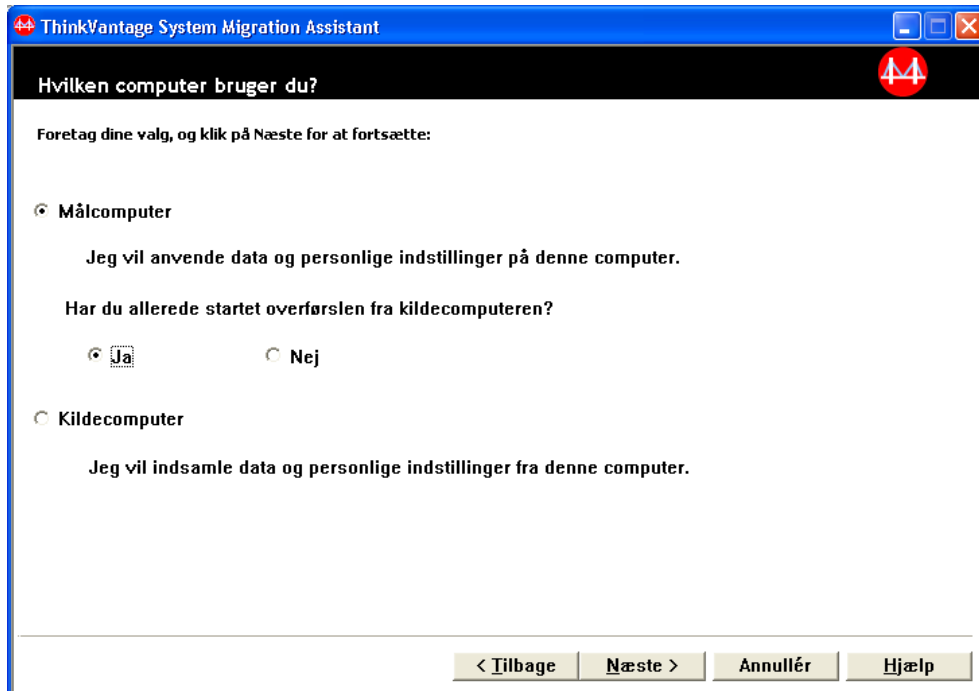 ThinkVantage System Migration Assistant
Hvilken computer bruger du?
Foretag dine valg, og klik på Næste for at fortsætte:
Målcomputer
Jeg vil anvende data og personlige indstillinger på denne computer.
Har du allerede startet overførslen fra kildecomputeren?
Ja Nej
Kildecomputer
Jeg vil indsamle data og personlige indstillinger fra denne computer.
< Tilbage Næste > Annullér Hjælp